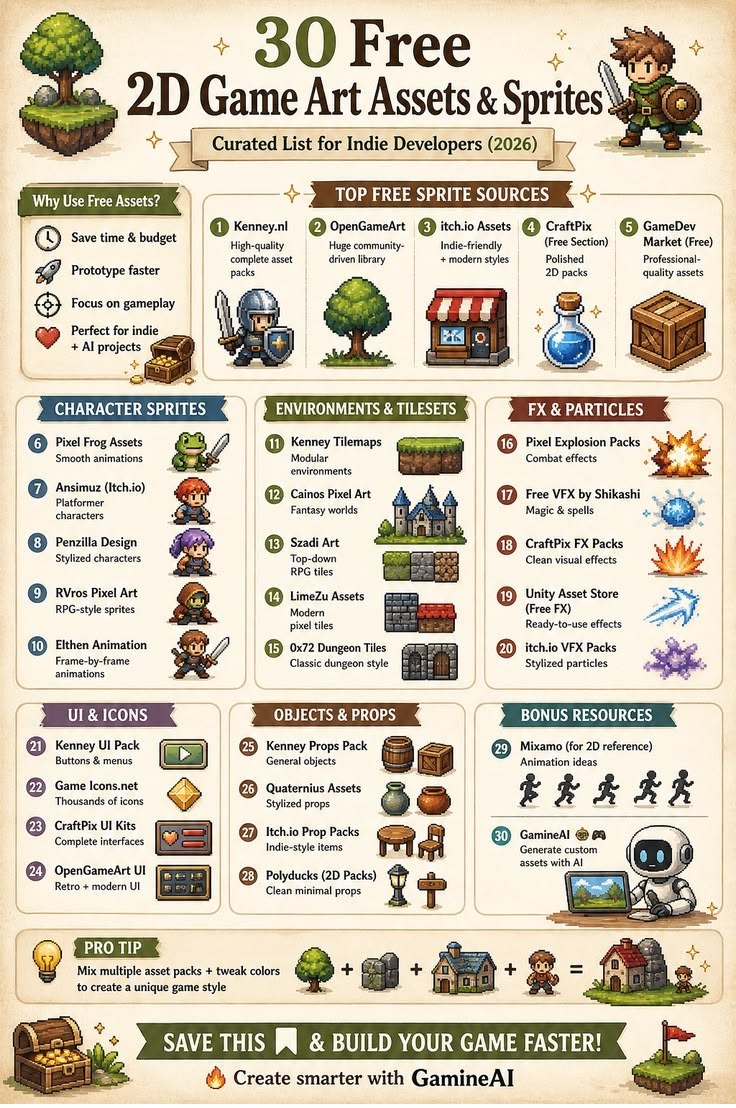 30 Free
2D Game Art Assets & Sprites
Curated List for Indie Developers (2026)
Why Use Free Assets?
Save time & budget
Prototype faster
Focus on gameplay
Perfect for indie
+ AI projects
TOP FREE SPRITE SOURCES
1 Kenney.nl
High-quality
complete asset
packs
2 OpenGameArt
Huge community-
driven library
3 itch.io Assets
Indie-friendly
+ modern styles
4 CraftPix
(Free Section)
Polished
2D packs
5 GameDev
Market (Free)
Professional-
quality assets
CHARACTER SPRITES
6 Pixel Frog Assets
Smooth animations
7 Ansimuz (Itch.io)
Platformer
characters
8 Penzilla Design
Stylized characters
9 RVros Pixel Art
RPG-style sprites
10 Elthen Animation
Frame-by-frame
animations
ENVIRONMENTS & TILESETS
11 Kenney Tilemaps
Modular
environments
12 Cainos Pixel Art
Fantasy worlds
13 Szadi Art
Top-down
RPG tiles
14 LimeZu Assets
Modern
pixel tiles
15 0x72 Dungeon Tiles
Classic dungeon style
FX & PARTICLES
16 Pixel Explosion Packs
Combat effects
17 Free VFX by Shikashi
Magic & spells
18 CraftPix FX Packs
Clean visual effects
19 Unity Asset Store
(Free FX)
Ready-to-use effects
20 itch.io VFX Packs
Stylized particles
UI & ICONS
21 Kenney UI Pack
Buttons & menus
22 Game Icons.net
Thousands of icons
23 CraftPix UI Kits
Complete interfaces
24 OpenGameArt UI
Retro + modern UI
OBJECTS & PROPS
25 Kenney Props Pack
General objects
26 Quaternius Assets
Stylized props
27 Itch.io Prop Packs
Indie-style items
28 Polyducks (2D Packs)
Clean minimal props
BONUS RESOURCES
29 Mixamo (for 2D reference)
Animation ideas
30 GamineAI
Generate custom
assets with AI
PRO TIP
Mix multiple asset packs + tweak colors
to create a unique game style
+ + + =
SAVE THIS & BUILD YOUR GAME FASTER!
Create smarter with GamineAI